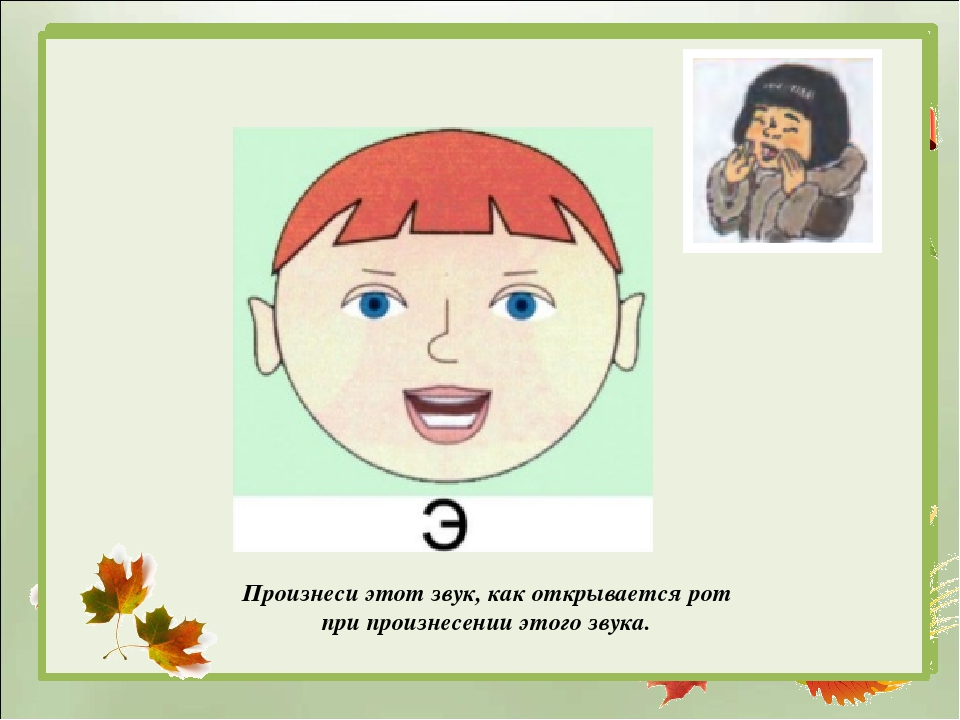 Э
Произнеси этот звук, как открывается рот
при произнесении этого звука.